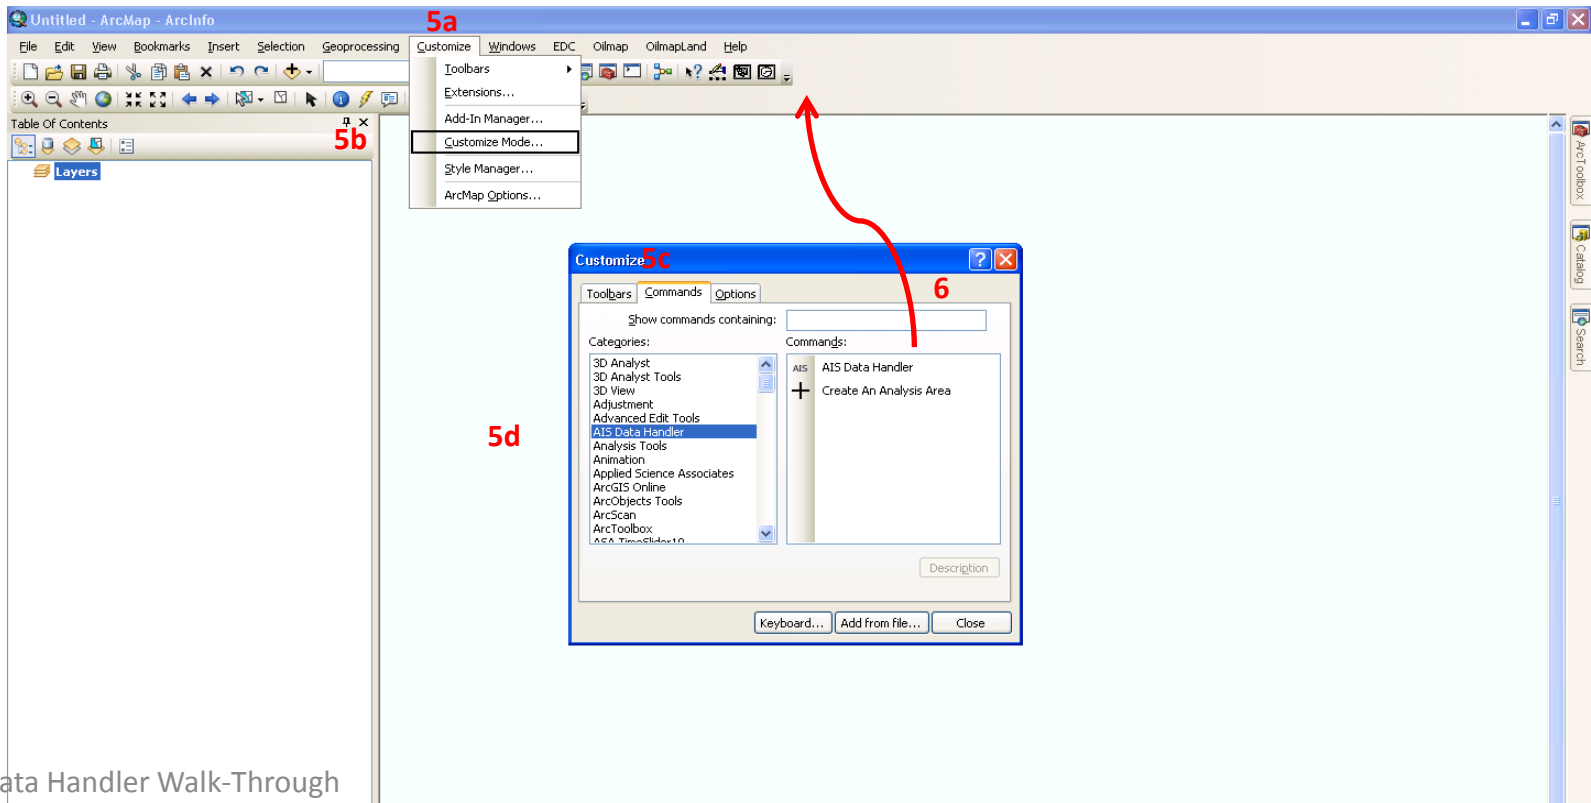 Untitled - ArcMap - ArcInfo
5a
File Edit View Bookmarks Insert Selection Geoprocessing Customize Windows EDC Oilmap OilmapLand Help
Toolbars
Extensions...
Add-In Manager...
Customize Mode...
Style Manager...
ArcMap Options...
Table Of Contents
5b
Layers
ArcToolbox
Catalog
Search
Customize
5c
6
Toolbars Commands Options
Show commands containing:
Categories:
Commands:
3D Analyst
3D Analyst Tools
3D View
Adjustment
Advanced Edit Tools
AIS Data Handler
Analysis Tools
Animation
Applied Science Associates
ArcGIS Online
ArcObjects Tools
ArcScan
ArcToolbox
ASA TimeSlider10
AIS AIS Data Handler
Create An Analysis Area
5d
Description
Keyboard... Add from file... Close
ata Handler Walk-Through